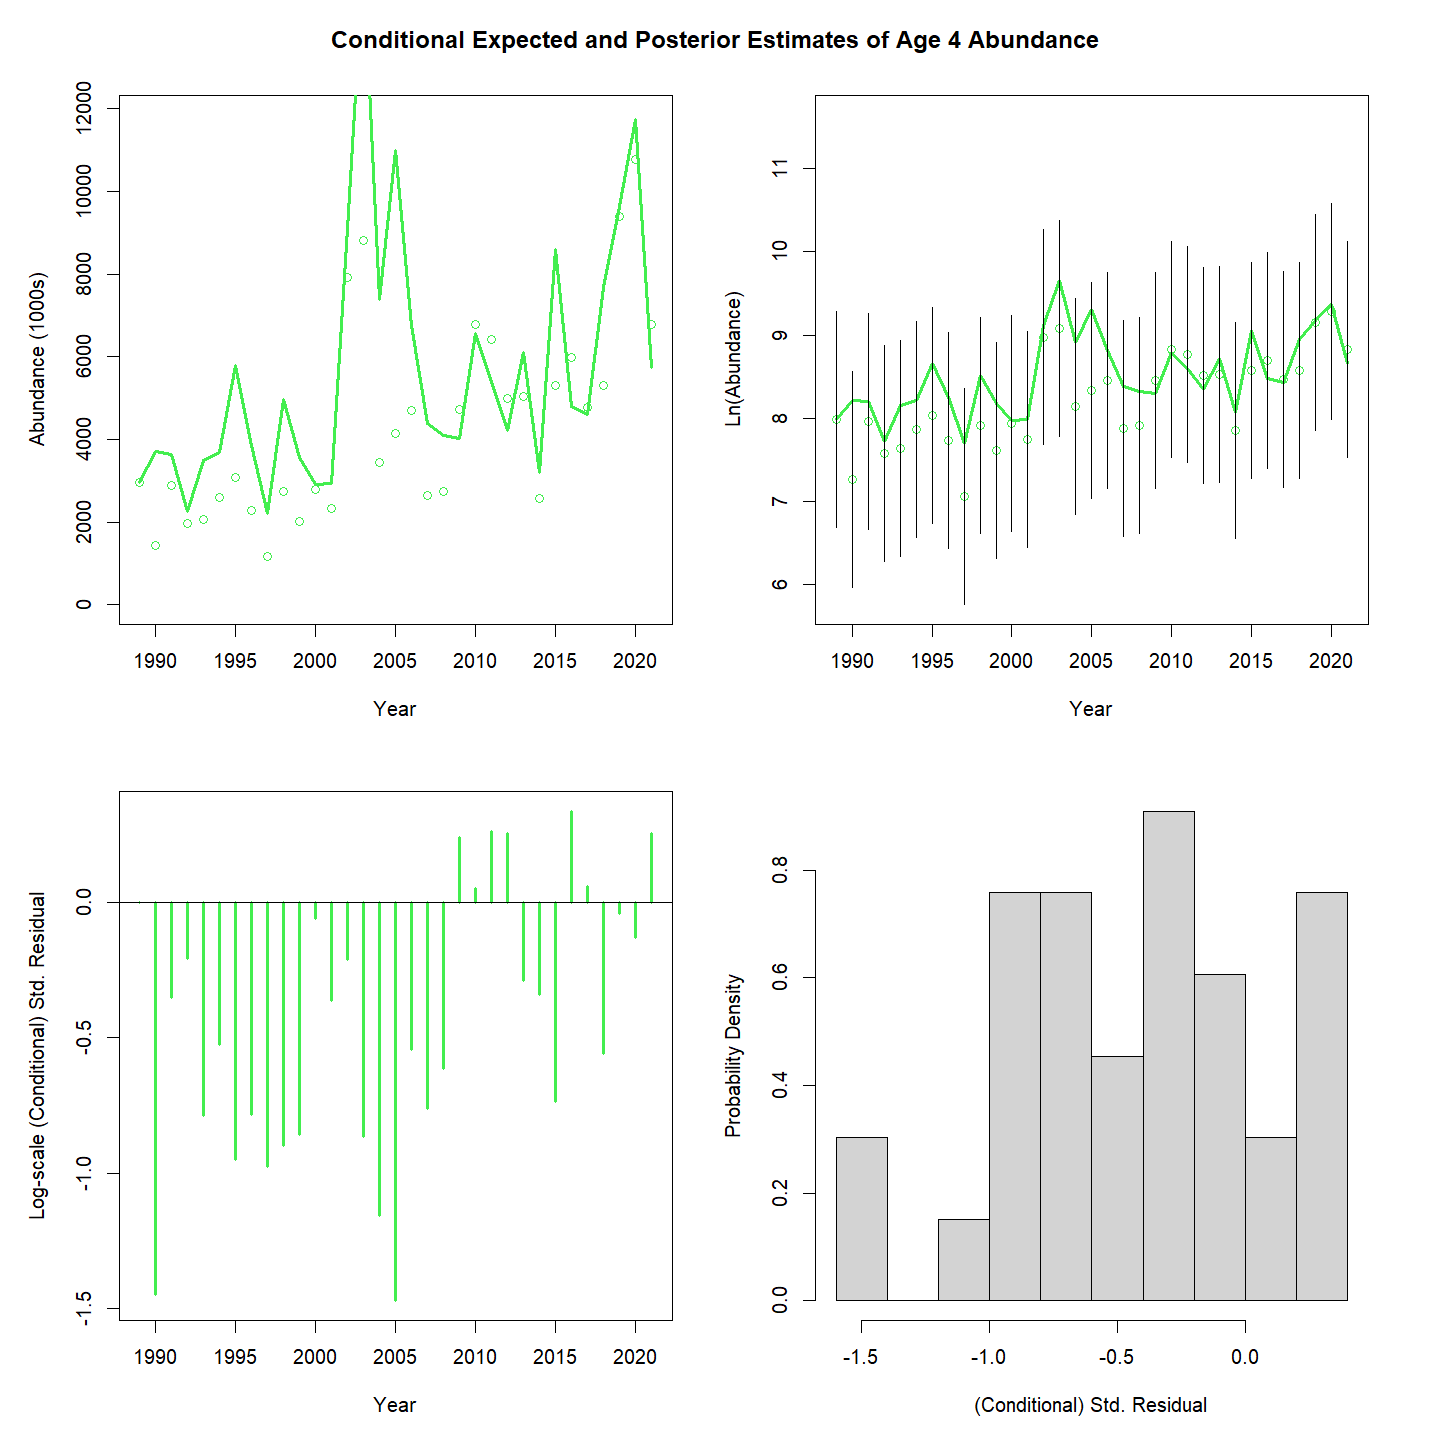 Conditional Expected and Posterior Estimates of Age 4 Abundance
Abundance (1000s)
0
2000
4000
6000
8000
10000
12000
1990 1995 2000 2005 2010 2015 2020
Year
Ln(Abundance)
6
7
8
9
10
11
1990 1995 2000 2005 2010 2015 2020
Year
Log-scale (Conditional) Std. Residual
-1.5
-1.0
-0.5
0.0
1990 1995 2000 2005 2010 2015 2020
Year
Probability Density
0.0
0.2
0.4
0.6
0.8
-1.5 -1.0 -0.5 0.0
(Conditional) Std. Residual